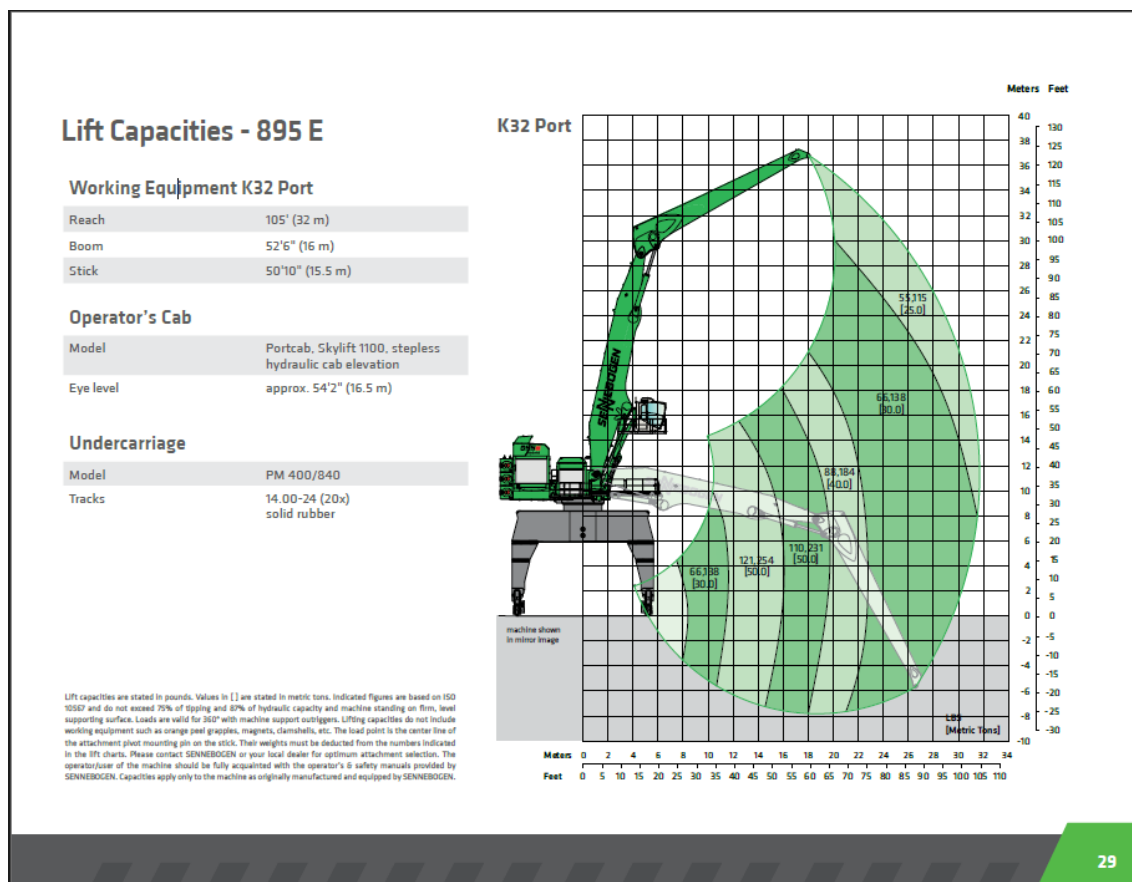 Lift Capacities - 895 E
Working Equipment K32 Port
Reach 105' (32 m)
Boom 52'6" (16 m)
Stick 50'10" (15.5 m)
Operator's Cab
Model Portcab, Skylift 1100, stepless
hydraulic cab elevation
Eye level approx. 54'2" (16.5 m)
Undercarriage
Model PM 400/840
Tracks 14.00-24 (20x)
solid rubber
Lift capacities are stated in pounds. Values in [ ] are stated in metric tons. Indicated figures are based on ISO
10567 and do not exceed 75% of tipping and 87% of hydraulic capacity and machine standing on firm, level
supporting surface. Loads are valid for 360° with machine support outriggers. Lifting capacities do not include
working equipment such as orange peel grapples, magnets, clamshells, etc. The load point is the center line of
the attachment pivot mounting pin on the stick. Their weights must be deducted from the numbers indicated
in the lift charts. Please contact SENNEBOGEN or your local dealer for optimum attachment selection. The
operator/user of the machine should be fully acquainted with the operator's & safety manuals provided by
SENNEBOGEN. Capacities apply only to the machine as originally manufactured and equipped by SENNEBOGEN.
K32 Port
Meters Feet
40
38
36
34
32
30
28
26
24
22
20
18
16
14
12
10
8
6
4
2
0
-2
-4
-6
-8
-10
130
125
120
115
110
105
100
95
90
85
80
75
70
65
60
55
50
45
40
35
30
25
20
15
10
5
0
-5
-10
-15
-20
-25
-30
SENNEBOGEN
55,115
[25.0]
66,138
[30.0]
88,184
[40.0]
110,231
[50.0]
121,254
[50.0]
66,138
[30.0]
machine shown
in mirror image
LBS
[Metric Tons]
Meters 0 2 4 6 8 10 12 14 16 18 20 22 24 26 28 30 32 34
Feet 0 5 10 15 20 25 30 35 40 45 50 55 60 65 70 75 80 85 90 95 100 105 110
29